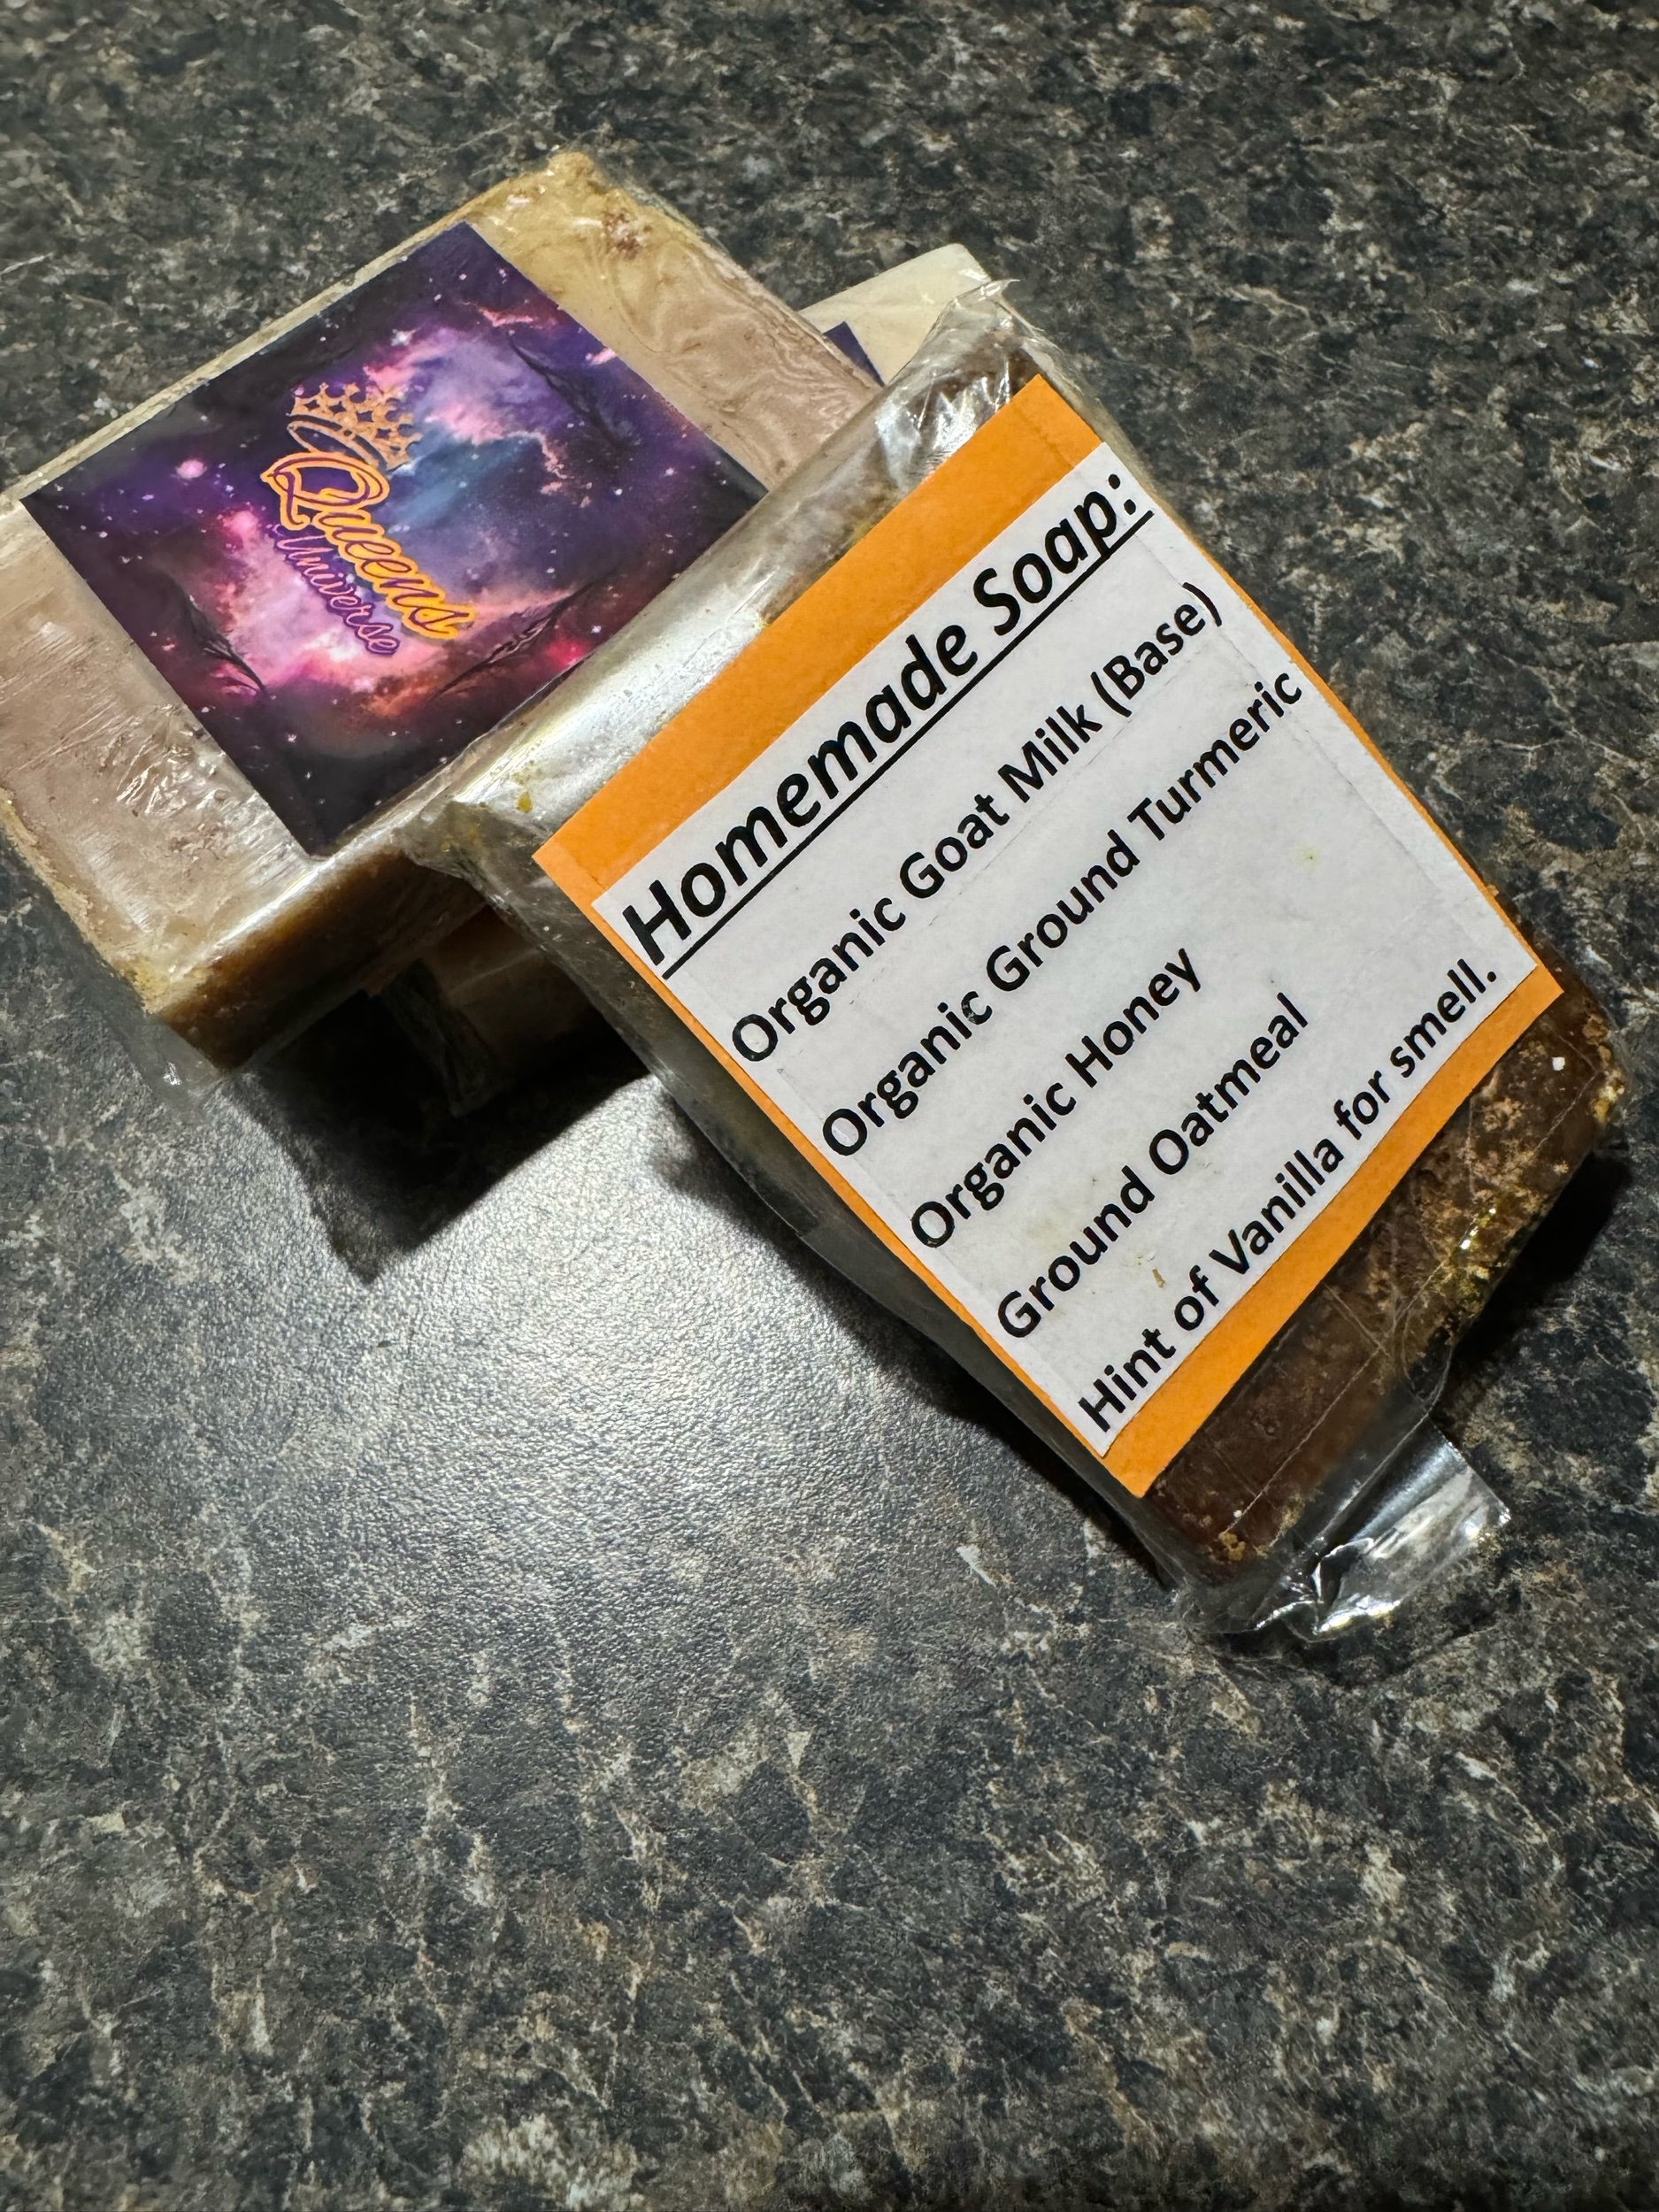 Queens
Universe
Homemade Soap:
Organic Goat Milk (Base)
Organic Ground Turmeric
Organic Honey
Ground Oatmeal
Hint of Vanilla for smell.